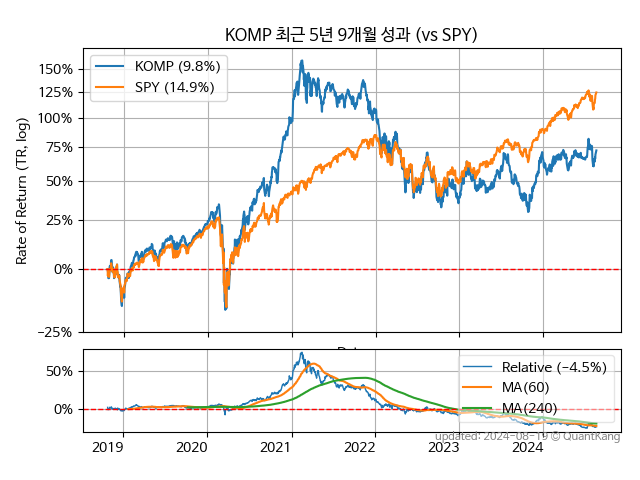 KOMP 최근 5년 9개월 성과 (vs SPY)
Rate of Return (TR, log)
150%
125%
100%
75%
50%
25%
0%
−25%
KOMP (9.8%)
SPY (14.9%)
50%
0%
Relative (−4.5%)
MA(60)
MA(240)
2019
2020
2021
2022
2023
2024
updated: 2024-08-19 © QuantKang